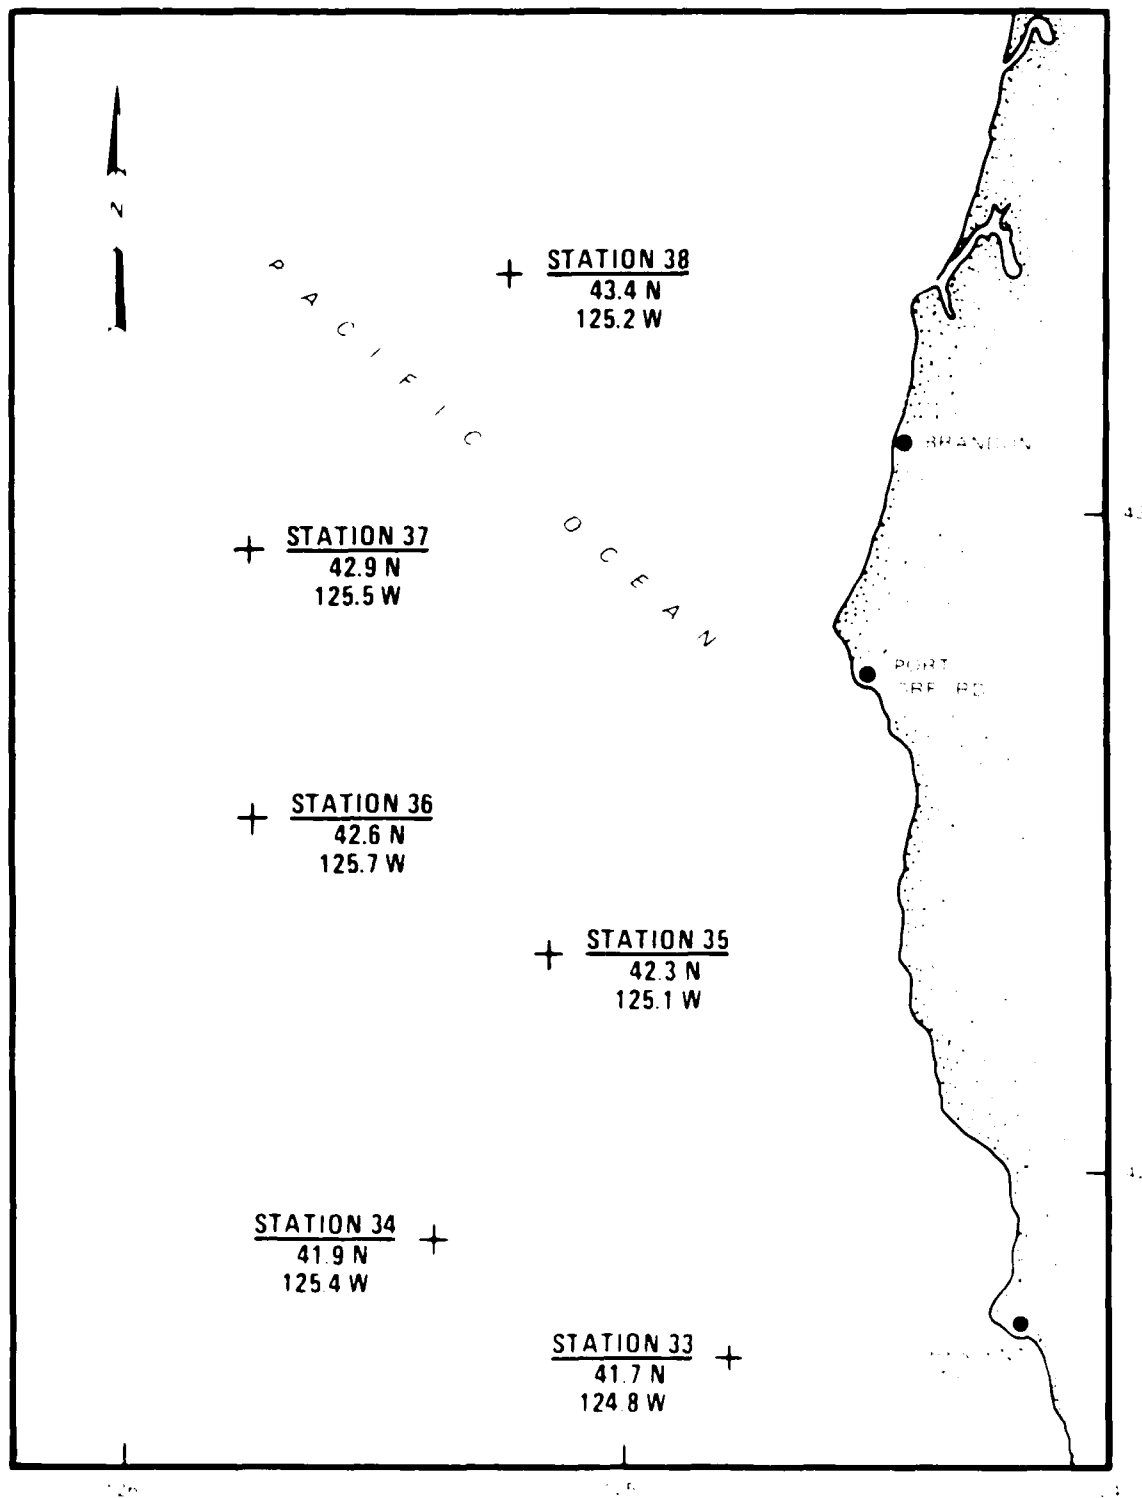 N
PACIFIC OCEAN
STATION 38
43.4 N
125.2 W
BRANDON
STATION 37
42.9 N
125.5 W
PORT
STATION 36
42.6 N
125.7 W
STATION 35
42.3 N
125.1 W
STATION 34
41.9 N
125.4 W
STATION 33
41.7 N
124.8 W